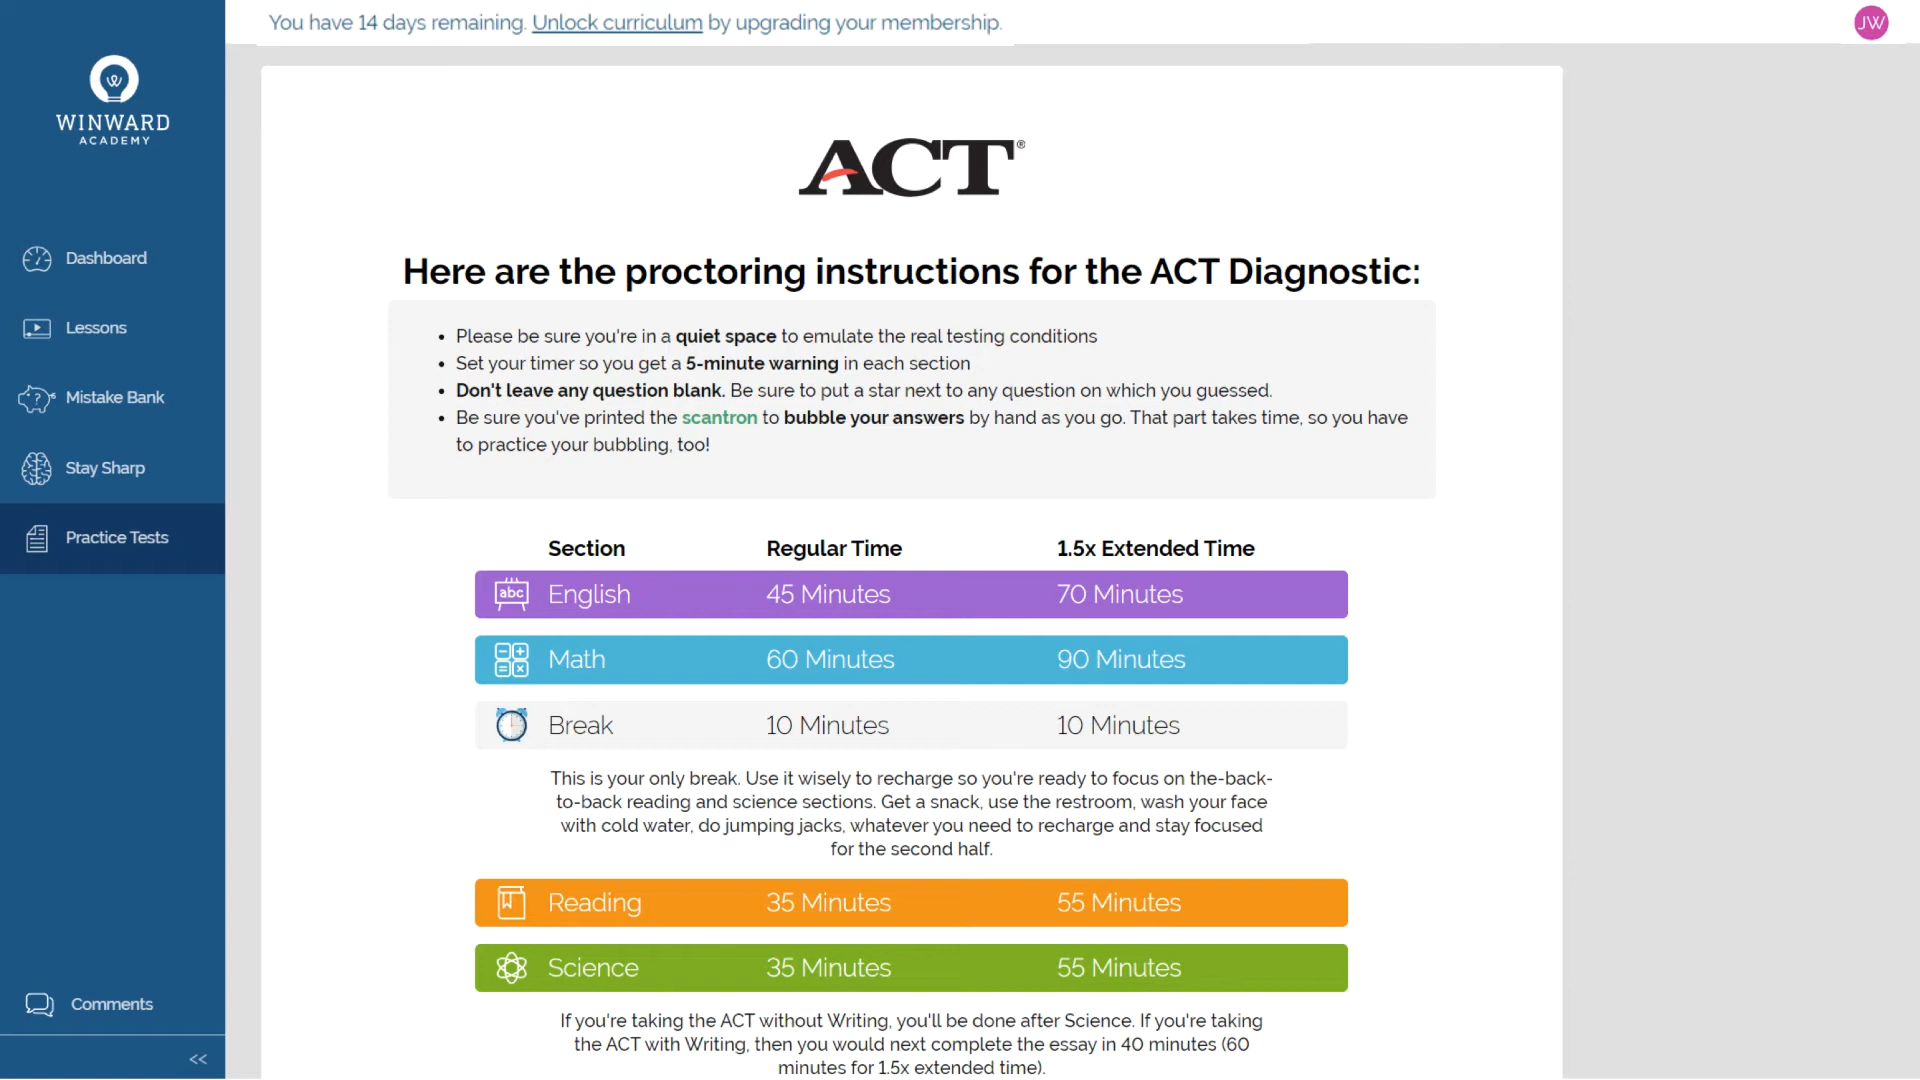 You have 14 days remaining. Unlock curriculum by upgrading your membership.
JW
WINWARD
ACADEMY
Dashboard
Lessons
Mistake Bank
Stay Sharp
Practice Tests
Comments
<<
ACT®
Here are the proctoring instructions for the ACT Diagnostic:
• Please be sure you're in a quiet space to emulate the real testing conditions
• Set your timer so you get a 5-minute warning in each section
• Don't leave any question blank. Be sure to put a star next to any question on which you guessed.
• Be sure you've printed the scantron to bubble your answers by hand as you go. That part takes time, so you have
to practice your bubbling, too!
Section Regular Time 1.5x Extended Time
abc English 45 Minutes 70 Minutes
Math 60 Minutes 90 Minutes
Break 10 Minutes 10 Minutes
This is your only break. Use it wisely to recharge so you're ready to focus on the-back-
to-back reading and science sections. Get a snack, use the restroom, wash your face
with cold water, do jumping jacks, whatever you need to recharge and stay focused
for the second half.
Reading 35 Minutes 55 Minutes
Science 35 Minutes 55 Minutes
If you're taking the ACT without Writing, you'll be done after Science. If you're taking
the ACT with Writing, then you would next complete the essay in 40 minutes (60
minutes for 1.5x extended time).